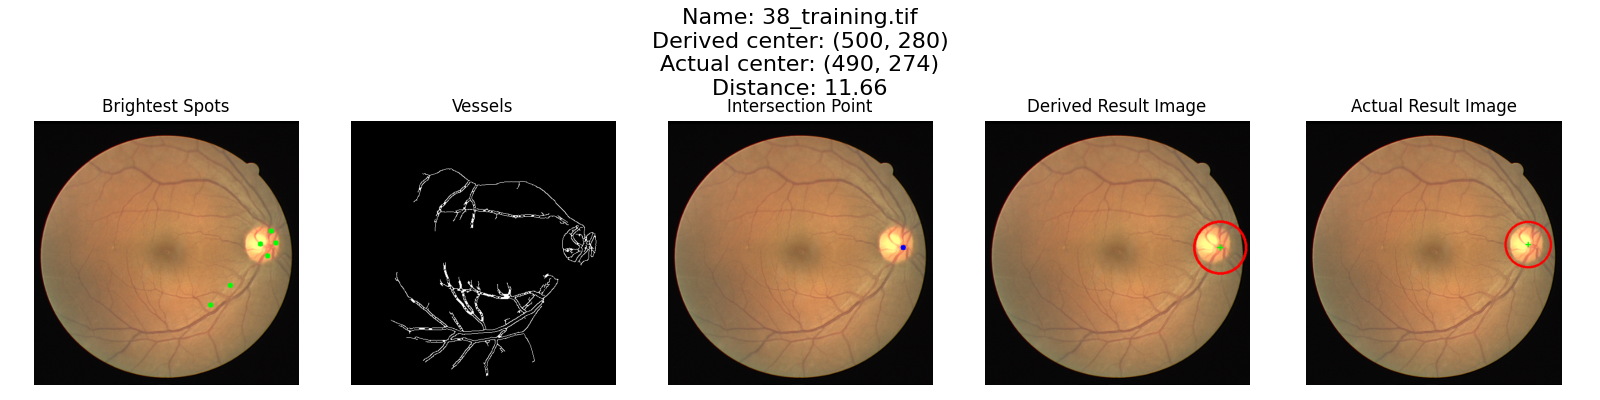 Name: 38_training.tif
Derived center: (500, 280)
Actual center: (490, 274)
Distance: 11.66
Brightest Spots
Vessels
Intersection Point
Derived Result Image
Actual Result Image